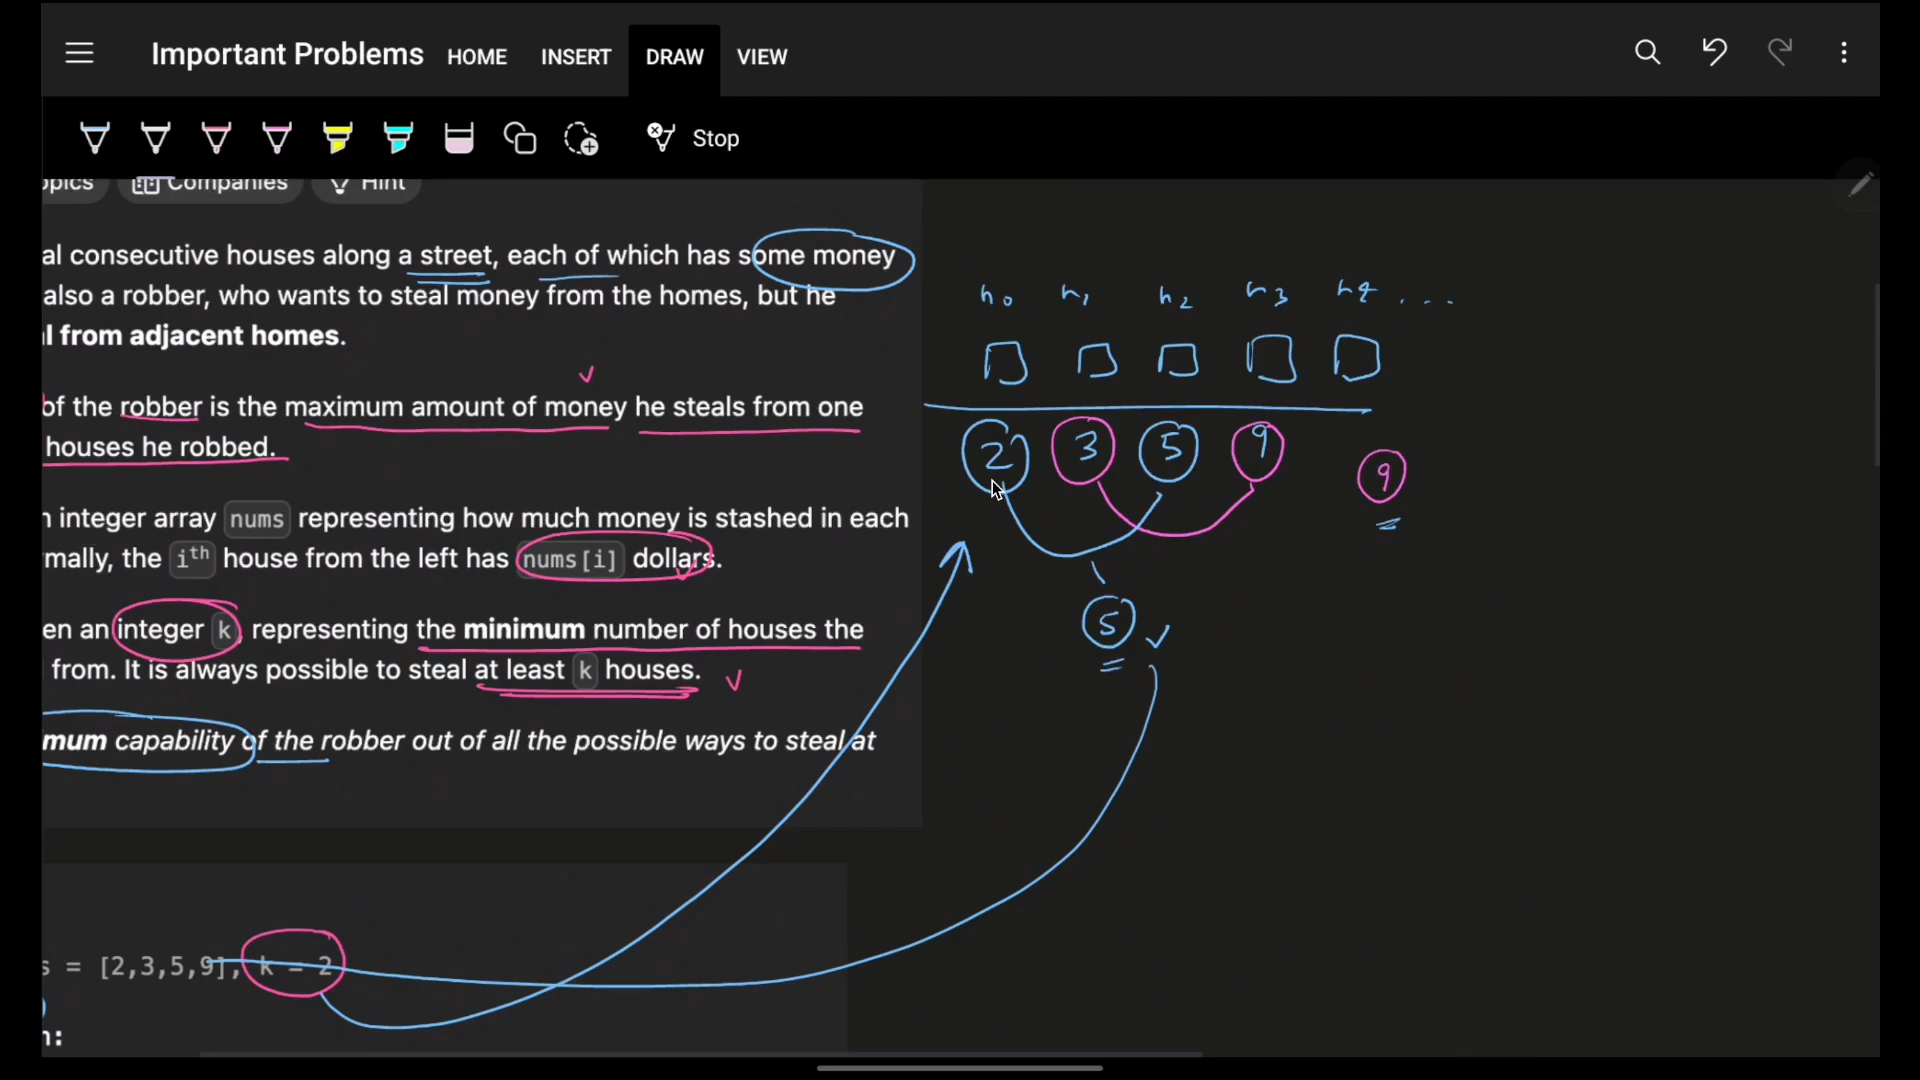 Important Problems HOME INSERT DRAW VIEW
Stop
opics Companies Hint
al consecutive houses along a street, each of which has some money
also a robber, who wants to steal money from the homes, but he
l from adjacent homes.
of the robber is the maximum amount of money he steals from one
houses he robbed.
n integer array nums representing how much money is stashed in each
rmally, the ith house from the left has nums[i] dollars.
en an integer k, representing the minimum number of houses the
from. It is always possible to steal at least k houses.
mum capability of the robber out of all the possible ways to steal at
s = [2,3,5,9], k = 2
n:
h0 h1 h2 h3 h4 ....
2 3 5 9
9
5